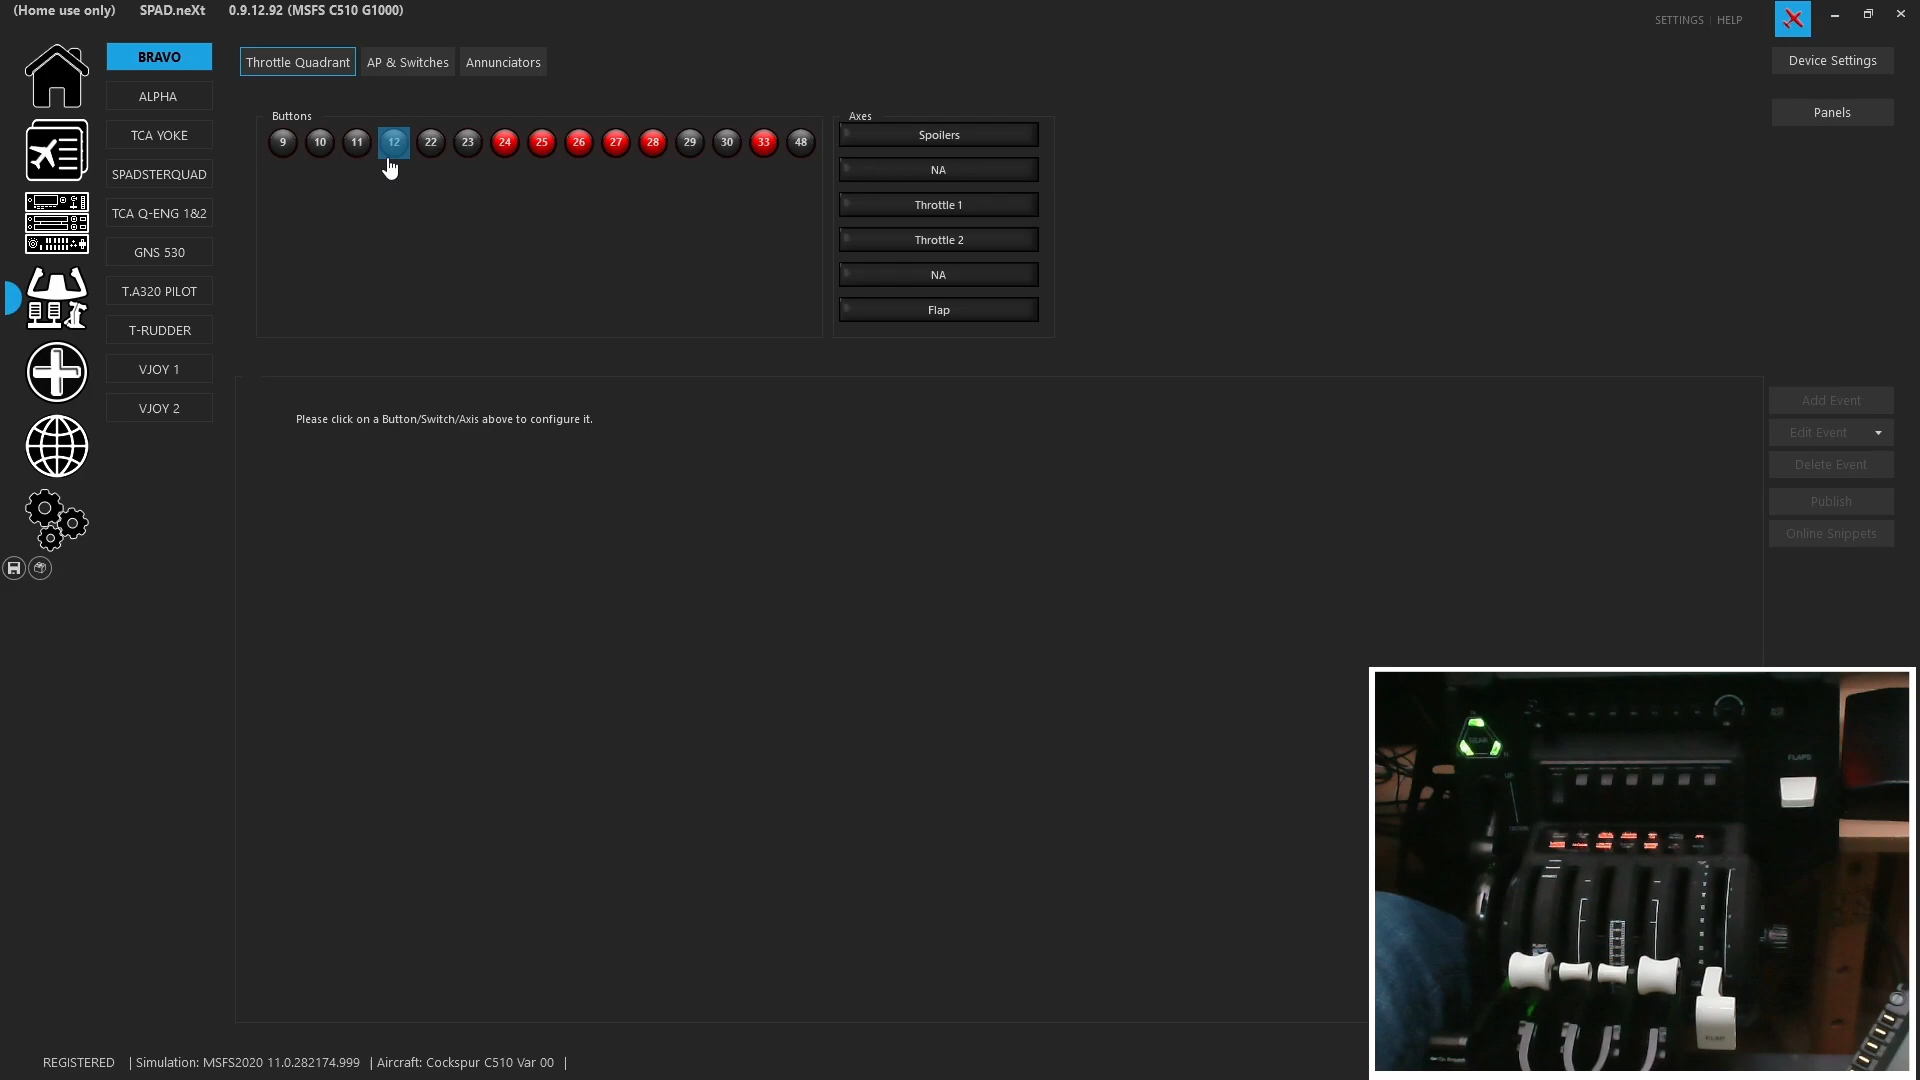 (Home use only) SPAD.neXt 0.9.12.92 (MSFS C510 G1000)
SETTINGS | HELP
BRAVO
ALPHA
TCA YOKE
SPADSTERQUAD
TCA Q-ENG 1&2
GNS 530
T.A320 PILOT
T-RUDDER
VJOY 1
VJOY 2
Throttle Quadrant AP & Switches Annunciators
Device Settings
Panels
Buttons
9 10 11 12 22 23 24 25 26 27 28 29 30 33 48
Axes
Spoilers
NA
Throttle 1
Throttle 2
NA
Flap
Please click on a Button/Switch/Axis above to configure it.
Add Event
Edit Event
Delete Event
Publish
Online Snippets
FLAPS
REGISTERED | Simulation: MSFS2020 11.0.282174.999 | Aircraft: Cockspur C510 Var 00 |